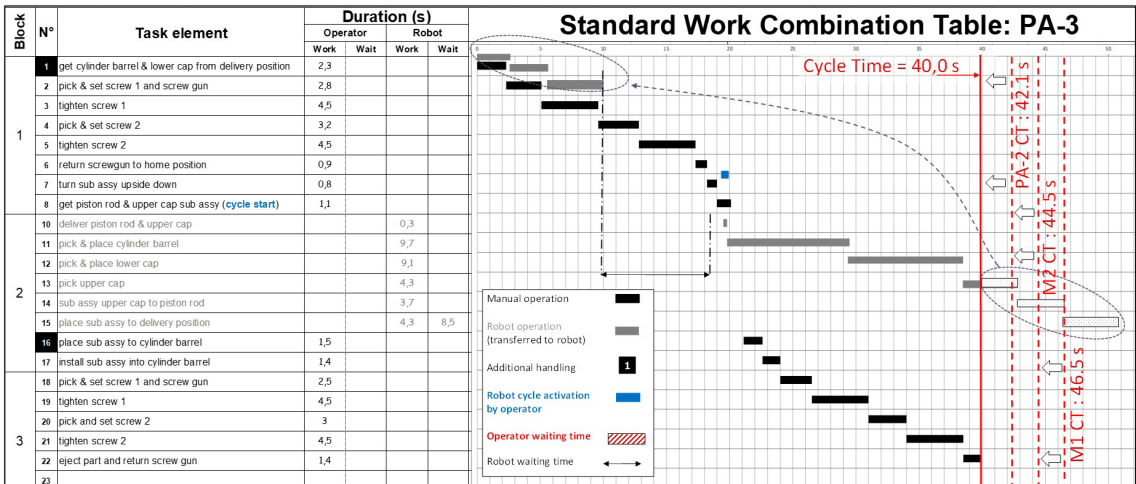 Standard Work Combination Table: PA-3
Block N° Task element Duration (s)
Operator Robot
Work Wait Work Wait
0 5 10 15 20 25 30 35 40 45 50
Cycle Time = 40,0 s
1
1 get cylinder barrel & lower cap from delivery position 2,3
2 pick & set screw 1 and screw gun 2,8
3 tighten screw 1 4,5
4 pick & set screw 2 3,2
5 tighten screw 2 4,5
6 return screwgun to home position 0,9
7 turn sub assy upside down 0,8
8 get piston rod & upper cap sub assy (cycle start) 1,1
2
10 deliver piston rod & upper cap 0,3
11 pick & place cylinder barrel 9,7
12 pick & place lower cap 9,1
13 pick upper cap 4,3
14 sub assy upper cap to piston rod 3,7
15 place sub assy to delivery position 4,3 8,5
16 place sub assy to cylinder barrel 1,5
17 install sub assy into cylinder barrel 1,4
3
18 pick & set screw 1 and screw gun 2,5
19 tighten screw 1 4,5
20 pick and set screw 2 3
21 tighten screw 2 4,5
22 eject part and return screw gun 1,4
23
PA-2 CT : 42.1 s
M2 CT : 44.5 s
M1 CT : 46.5 s
Manual operation
Robot operation
(transferred to robot)
Additional handling 1
Robot cycle activation
by operator
Operator waiting time
Robot waiting time